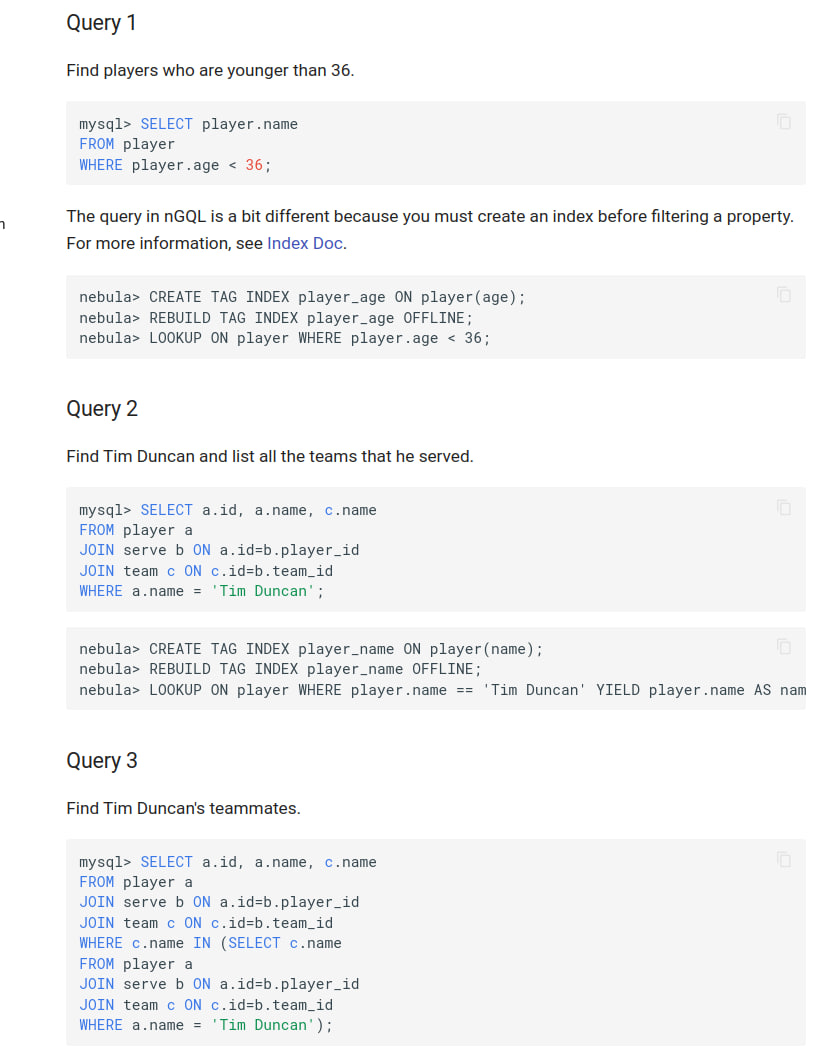 Query 1
Find players who are younger than 36.
mysql> SELECT player.name
FROM player
WHERE player.age < 36;
The query in nGQL is a bit different because you must create an index before filtering a property.
For more information, see Index Doc.
nebula> CREATE TAG INDEX player_age ON player(age);
nebula> REBUILD TAG INDEX player_age OFFLINE;
nebula> LOOKUP ON player WHERE player.age < 36;
Query 2
Find Tim Duncan and list all the teams that he served.
mysql> SELECT a.id, a.name, c.name
FROM player a
JOIN serve b ON a.id=b.player_id
JOIN team c ON c.id=b.team_id
WHERE a.name = 'Tim Duncan';
nebula> CREATE TAG INDEX player_name ON player(name);
nebula> REBUILD TAG INDEX player_name OFFLINE;
nebula> LOOKUP ON player WHERE player.name == 'Tim Duncan' YIELD player.name AS nam
Query 3
Find Tim Duncan's teammates.
mysql> SELECT a.id, a.name, c.name
FROM player a
JOIN serve b ON a.id=b.player_id
JOIN team c ON c.id=b.team_id
WHERE c.name IN (SELECT c.name
FROM player a
JOIN serve b ON a.id=b.player_id
JOIN team c ON c.id=b.team_id
WHERE a.name = 'Tim Duncan');